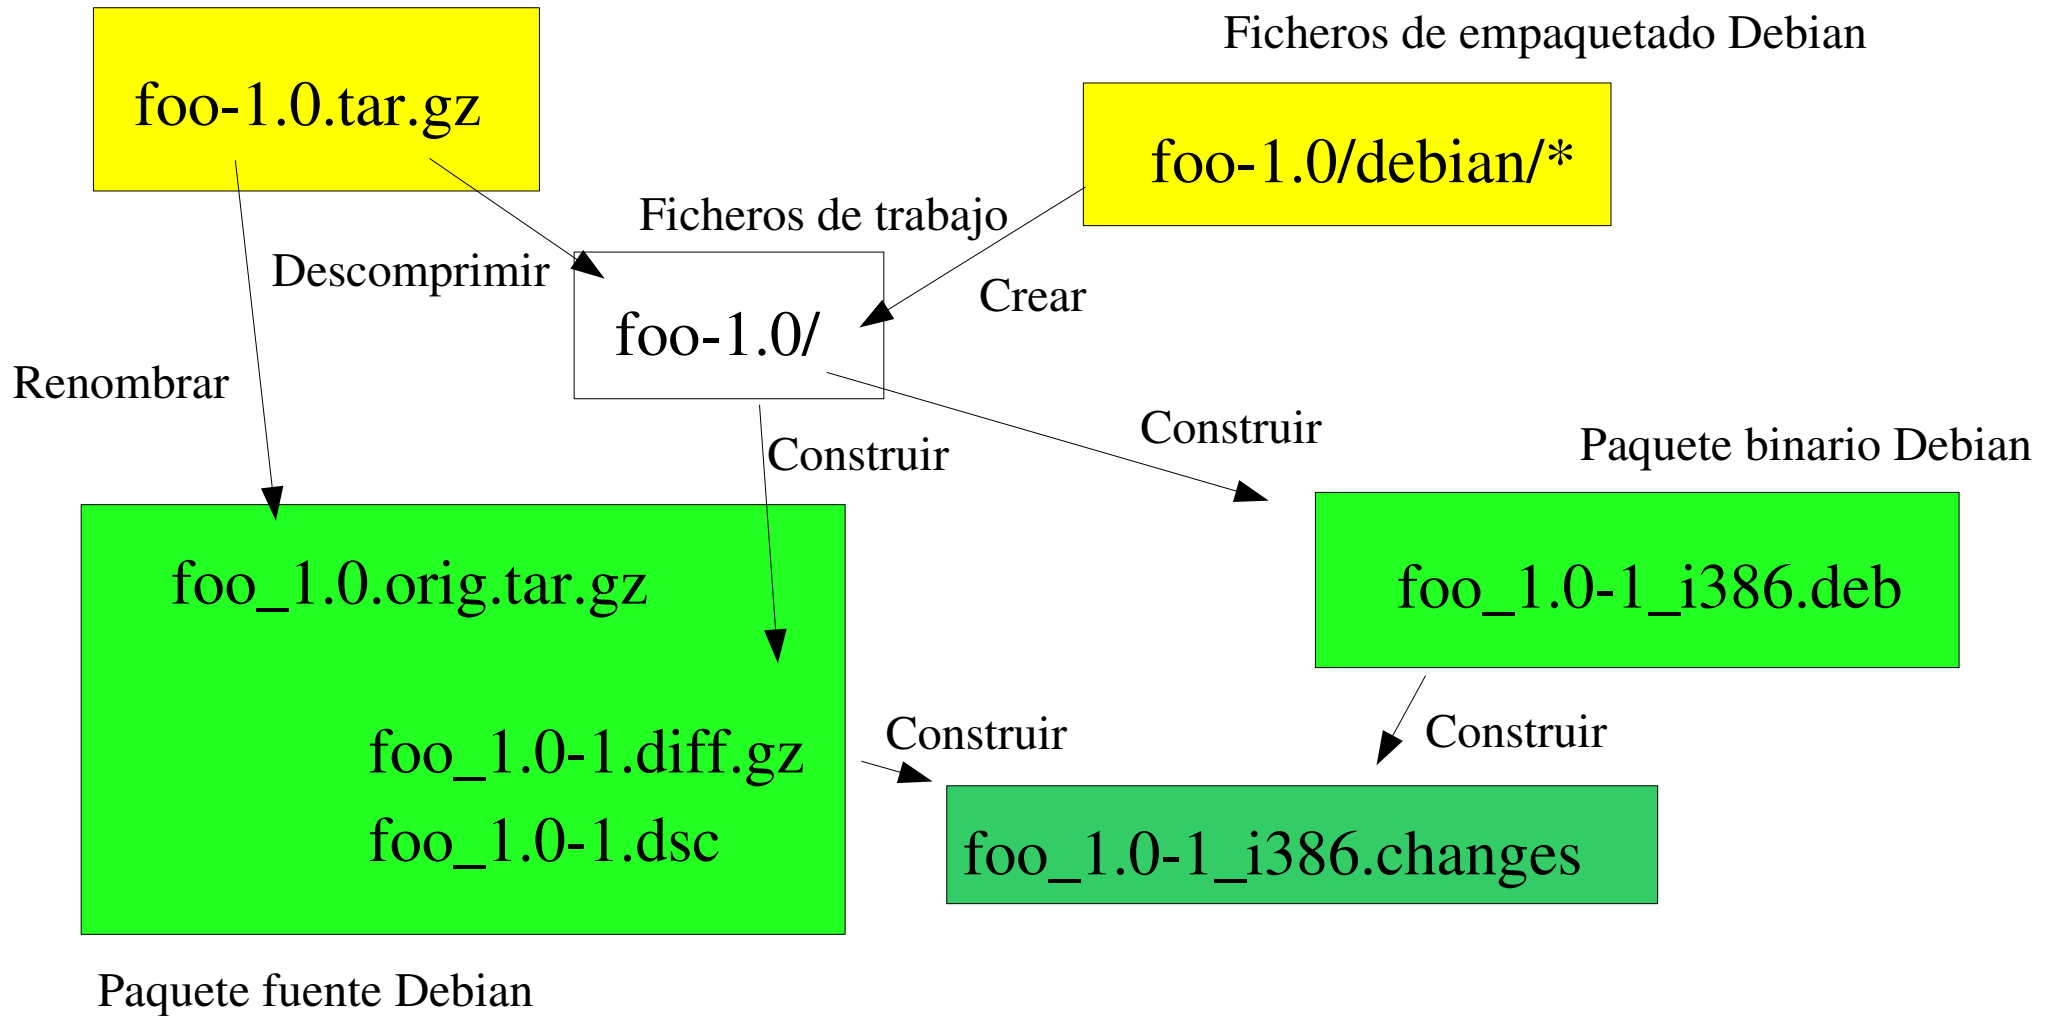 Ficheros de empaquetado Debian
foo-1.0.tar.gz
foo-1.0/debian/*
Ficheros de trabajo
Descomprimir
Crear
foo-1.0/
Renombrar
Construir
Construir
Paquete binario Debian
foo_1.0.orig.tar.gz
foo_1.0-1_i386.deb
foo_1.0-1.diff.gz
Construir
Construir
foo_1.0-1.dsc
foo_1.0-1_i386.changes
Paquete fuente Debian